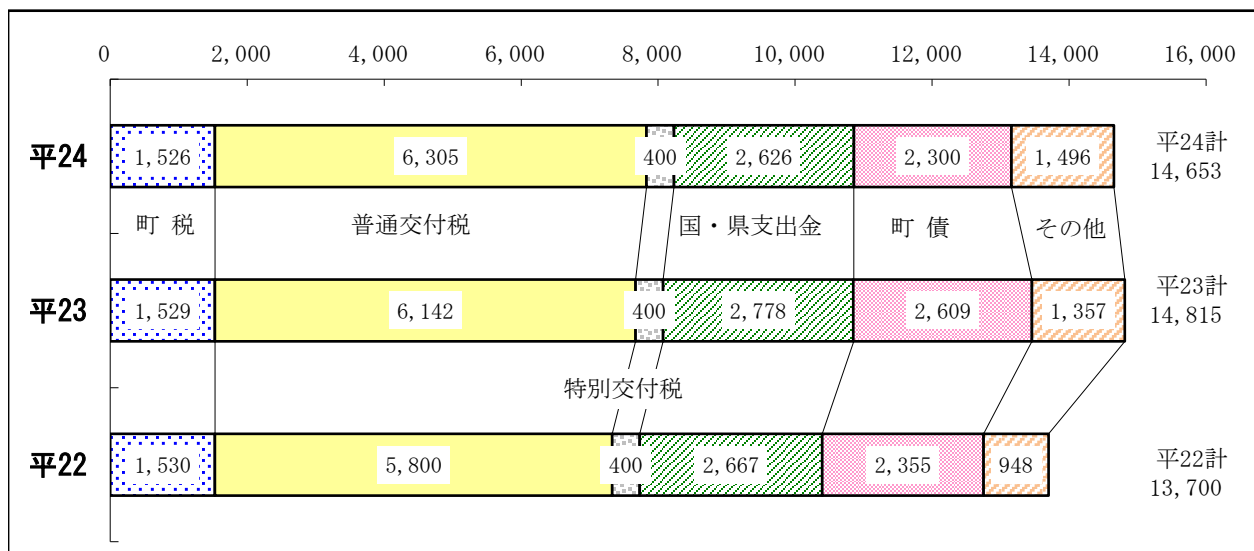 0 2,000 4,000 6,000 8,000 10,000 12,000 14,000 16,000
平24 1,526 6,305 400 2,626 2,300 1,496 平24計
14,653
町 税 普通交付税 国・県支出金 町 債 その他
平23 1,529 6,142 400 2,778 2,609 1,357 平23計
14,815
特別交付税
平22 1,530 5,800 400 2,667 2,355 948 平22計
13,700